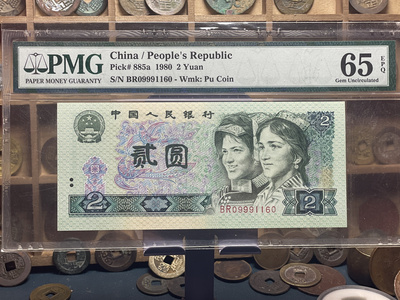 PMG
PAPER MONEY GUARANTY
China / People's Republic
Pick# 885a 1980 2 Yuan
S/N BR09991160 - Wmk: Pu Coin
65 EPQ
Gem Uncirculated
中国人民银行
贰圆
2
2
BR09991160